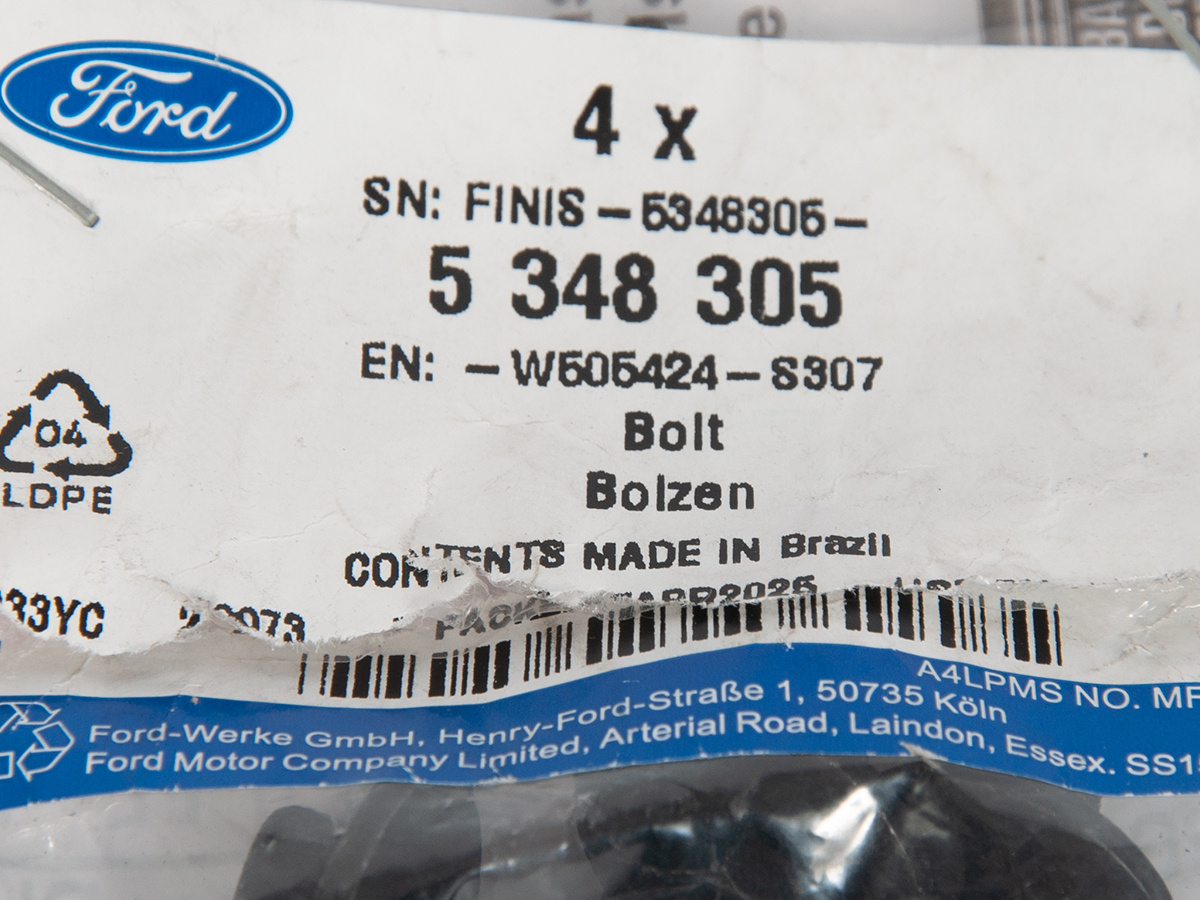 Ford
4 x
SN: FINIS – 5348305 –
5 348 305
EN: – W505424 – S307
Bolt
Bolzen
04
LDPE
CONTENTS MADE IN Brazil
33YC
A4LPMS NO.
Ford-Werke GmbH, Henry-Ford-Straße 1, 50735 Köln
Ford Motor Company Limited, Arterial Road, Laindon, Essex. SS15